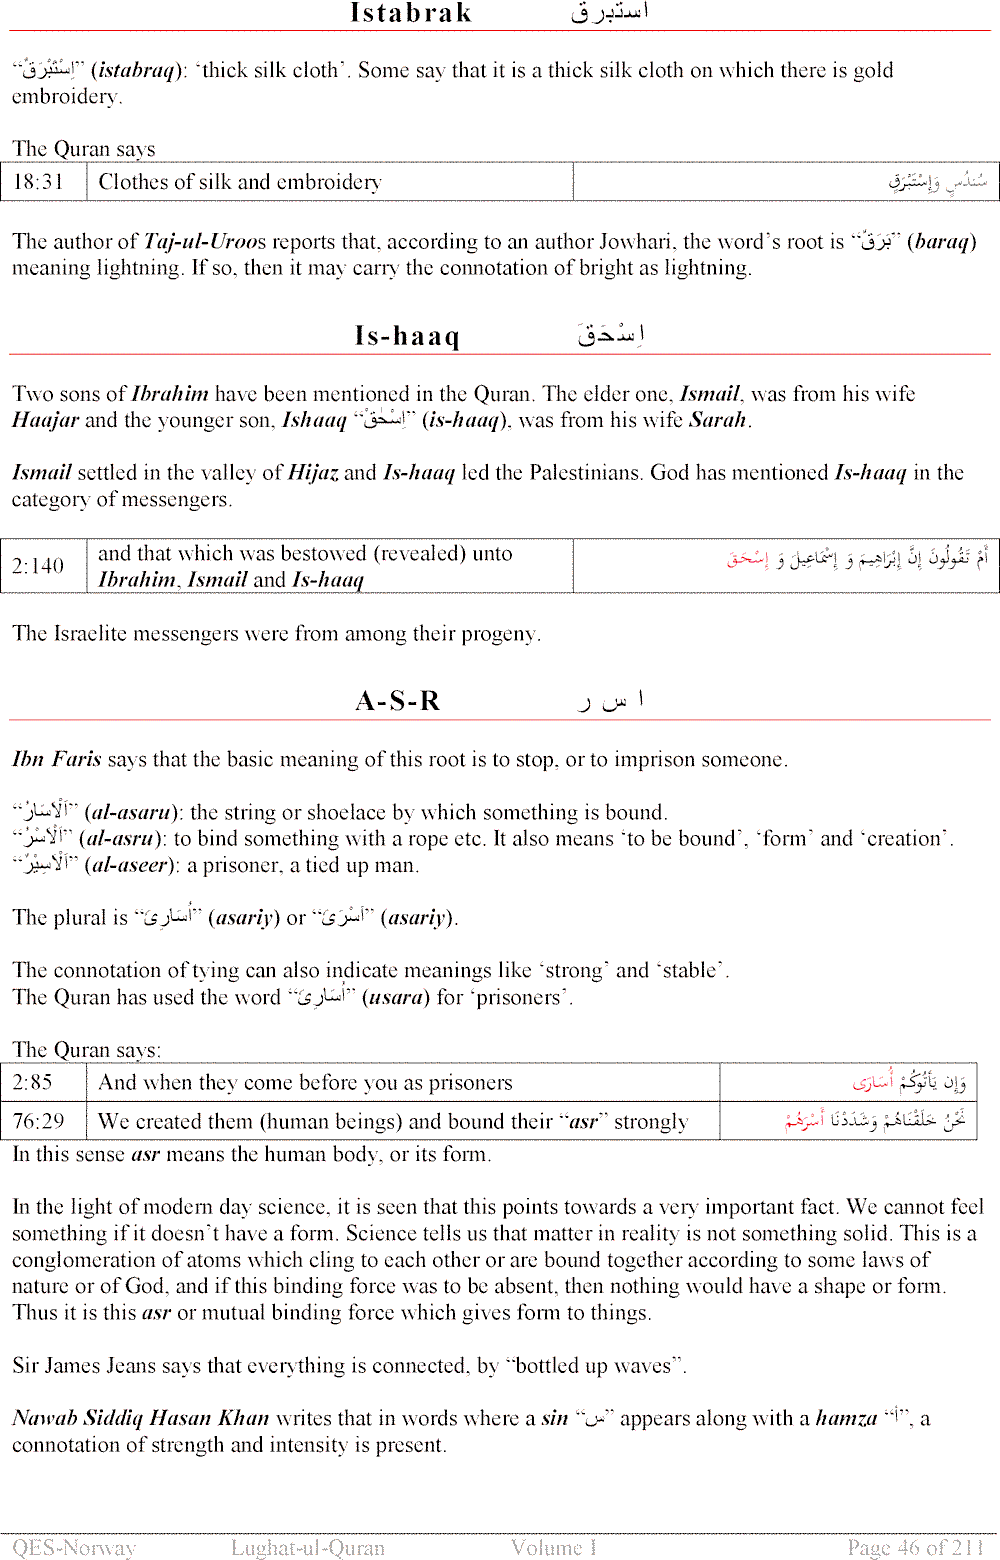 Istabrak استبرق
“اِسْتَبْرَقٌ” (istabraq): ‘thick silk cloth’. Some say that it is a thick silk cloth on which there is gold
embroidery.
The Quran says
18:31 Clothes of silk and embroidery سُندُسٍ وَإِسْتَبْرَقٍ
The author of Taj-ul-Uroos reports that, according to an author Jowhari, the word’s root is “بَرَقٌ” (baraq)
meaning lightning. If so, then it may carry the connotation of bright as lightning.
Is-haaq اِسْحَقَ
Two sons of Ibrahim have been mentioned in the Quran. The elder one, Ismail, was from his wife
Haajar and the younger son, Ishaaq “اِسْحٰقْ” (is-haaq), was from his wife Sarah.
Ismail settled in the valley of Hijaz and Is-haaq led the Palestinians. God has mentioned Is-haaq in the
category of messengers.
2:140 and that which was bestowed (revealed) unto أَمْ تَقُولُونَ إِنَّ إِبْرَاهِيمَ وَ إِسْمَاعِيلَ وَ إِسْحَقَ
Ibrahim, Ismail and Is-haaq
The Israelite messengers were from among their progeny.
A-S-R ا س ر
Ibn Faris says that the basic meaning of this root is to stop, or to imprison someone.
“اَلْاسَارُ” (al-asaru): the string or shoelace by which something is bound.
“اَلْاسْرُ” (al-asru): to bind something with a rope etc. It also means ‘to be bound’, ‘form’ and ‘creation’.
“اَلْاسِيْرُ” (al-aseer): a prisoner, a tied up man.
The plural is “اُسَارِىَ” (asariy) or “اَسْرَىَ” (asariy).
The connotation of tying can also indicate meanings like ‘strong’ and ‘stable’.
The Quran has used the word “اُسَارِىَ” (usara) for ‘prisoners’.
The Quran says:
2:85 And when they come before you as prisoners وَإِن يَأْتُوكُمْ أُسَارَى
76:29 We created them (human beings) and bound their “asr” strongly نَحْنُ خَلَقْنَاهُمْ وَشَدَدْنَا أَسْرَهُمْ
In this sense asr means the human body, or its form.
In the light of modern day science, it is seen that this points towards a very important fact. We cannot feel
something if it doesn’t have a form. Science tells us that matter in reality is not something solid. This is a
conglomeration of atoms which cling to each other or are bound together according to some laws of
nature or of God, and if this binding force was to be absent, then nothing would have a shape or form.
Thus it is this asr or mutual binding force which gives form to things.
Sir James Jeans says that everything is connected, by “bottled up waves”.
Nawab Siddiq Hasan Khan writes that in words where a sin “س” appears along with a hamza “أ”, a
connotation of strength and intensity is present.
QES-Norway Lughat-ul-Quran Volume I Page 46 of 211